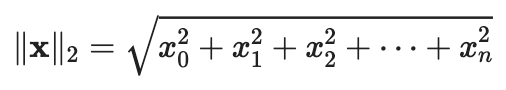 ‖𝐱‖₂ = √(x₀² + x₁² + x₂² + ⋯ + xₙ²)